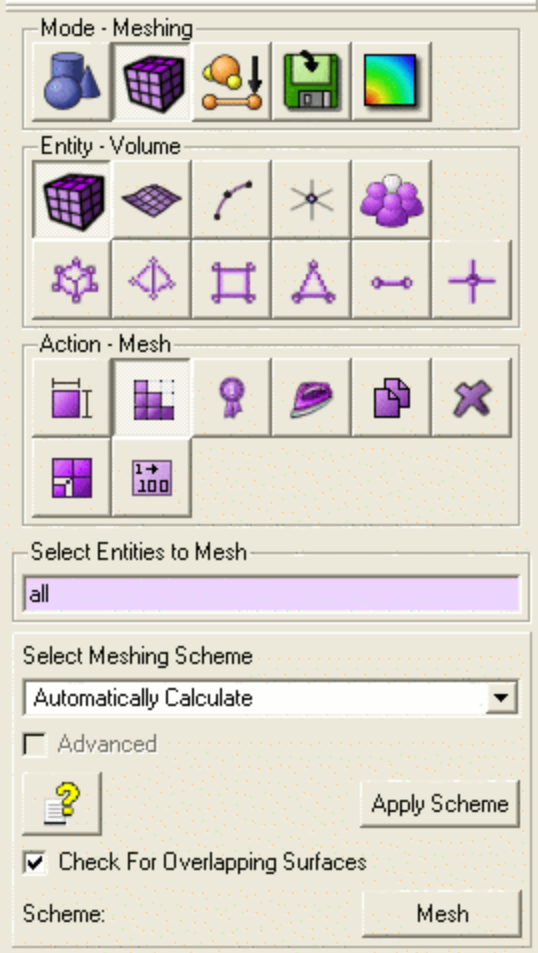 Mode - Meshing
Entity - Volume
Action - Mesh
1
1→
100
Select Entities to Mesh
all
Select Meshing Scheme
Automatically Calculate
Advanced
?
Apply Scheme
Check For Overlapping Surfaces
Scheme:
Mesh